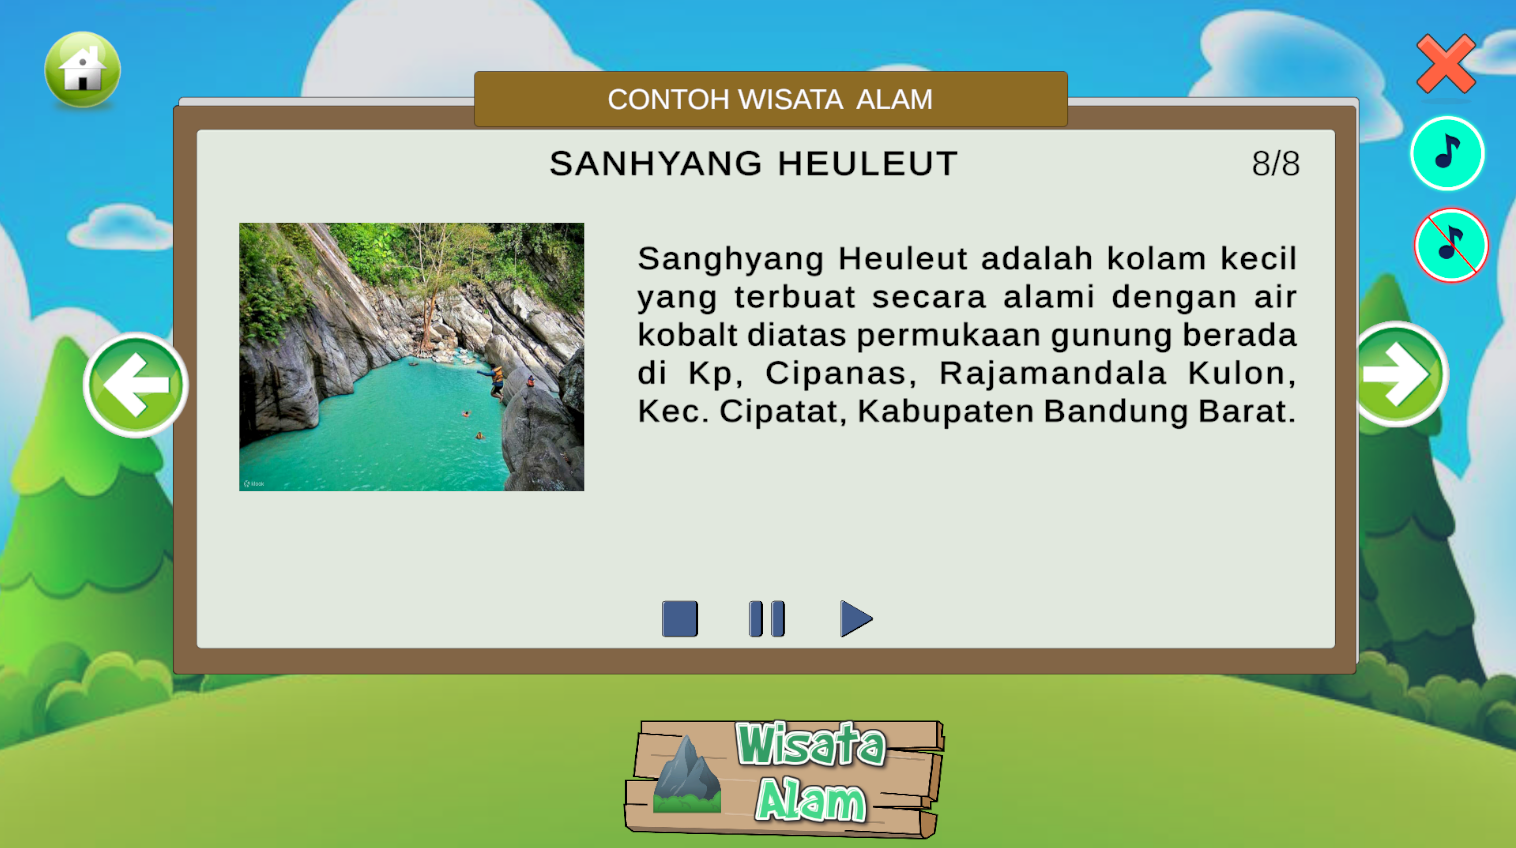 CONTOH WISATA ALAM
SANHYANG HEULEUT
8/8
Sanghyang Heuleut adalah kolam kecil
yang terbuat secara alami dengan air
kobalt diatas permukaan gunung berada
di Kp, Cipanas, Rajamandala Kulon,
Kec. Cipatat, Kabupaten Bandung Barat.
Wisata
Alam